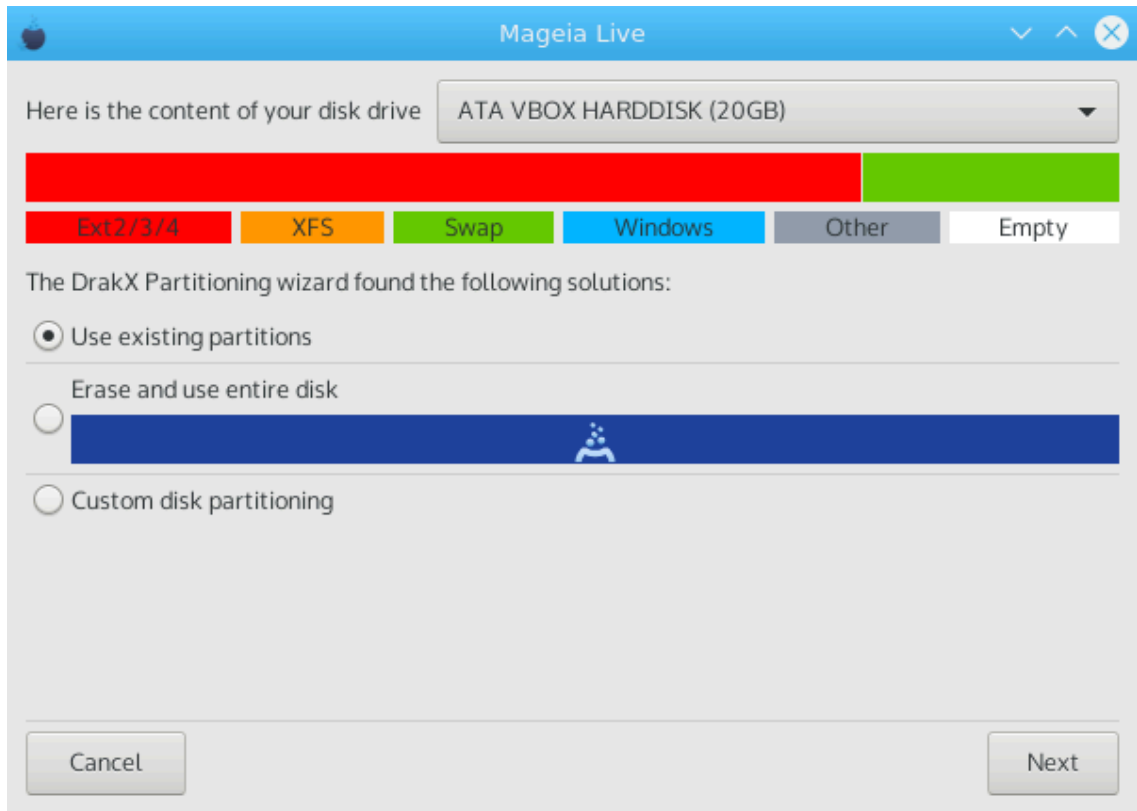 Mageia Live
Here is the content of your disk drive ATA VBOX HARDDISK (20GB)
Ext2/3/4 XFS Swap Windows Other Empty
The DrakX Partitioning wizard found the following solutions:
Use existing partitions
Erase and use entire disk
Custom disk partitioning
Cancel Next